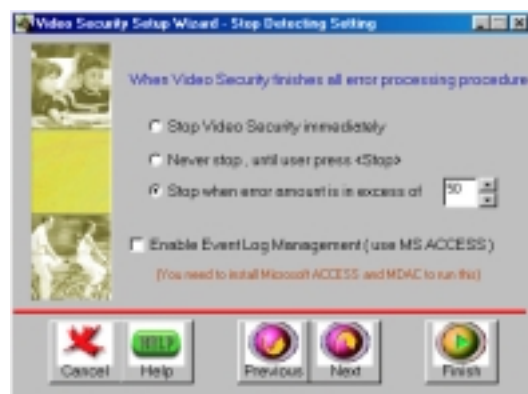 Video Security Setup Wizard - Stop Detecting Setting
When Video Security finishes all error processing procedure
Stop Video Security immediately
Never stop , until user press <Stop>
Stop when error amount is in excess of 50
Enable Event Log Management ( use MS ACCESS )
(You need to install Microsoft ACCESS and MDAC to run this)
HELP
Cancel Help Previous Next Finish